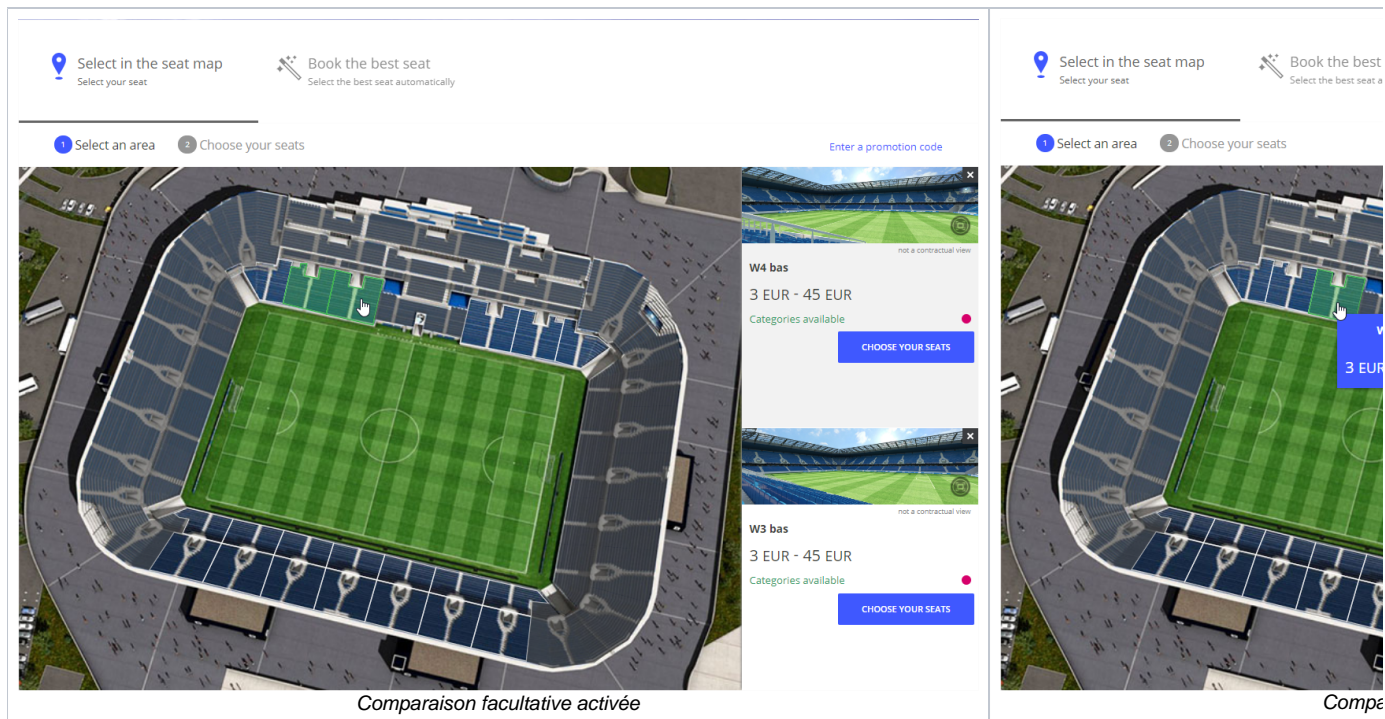 Select in the seat map
Select your seat
Book the best seat
Select the best seat automatically
1 Select an area
2 Choose your seats
Enter a promotion code
not a contractual view
W4 bas
3 EUR - 45 EUR
Categories available
CHOOSE YOUR SEATS
not a contractual view
W3 bas
3 EUR - 45 EUR
Categories available
CHOOSE YOUR SEATS
Comparaison facultative activée
Select in the seat map
Select your seat
Book the best
Select the best seat
1 Select an area
2 Choose your seats
3 EUR